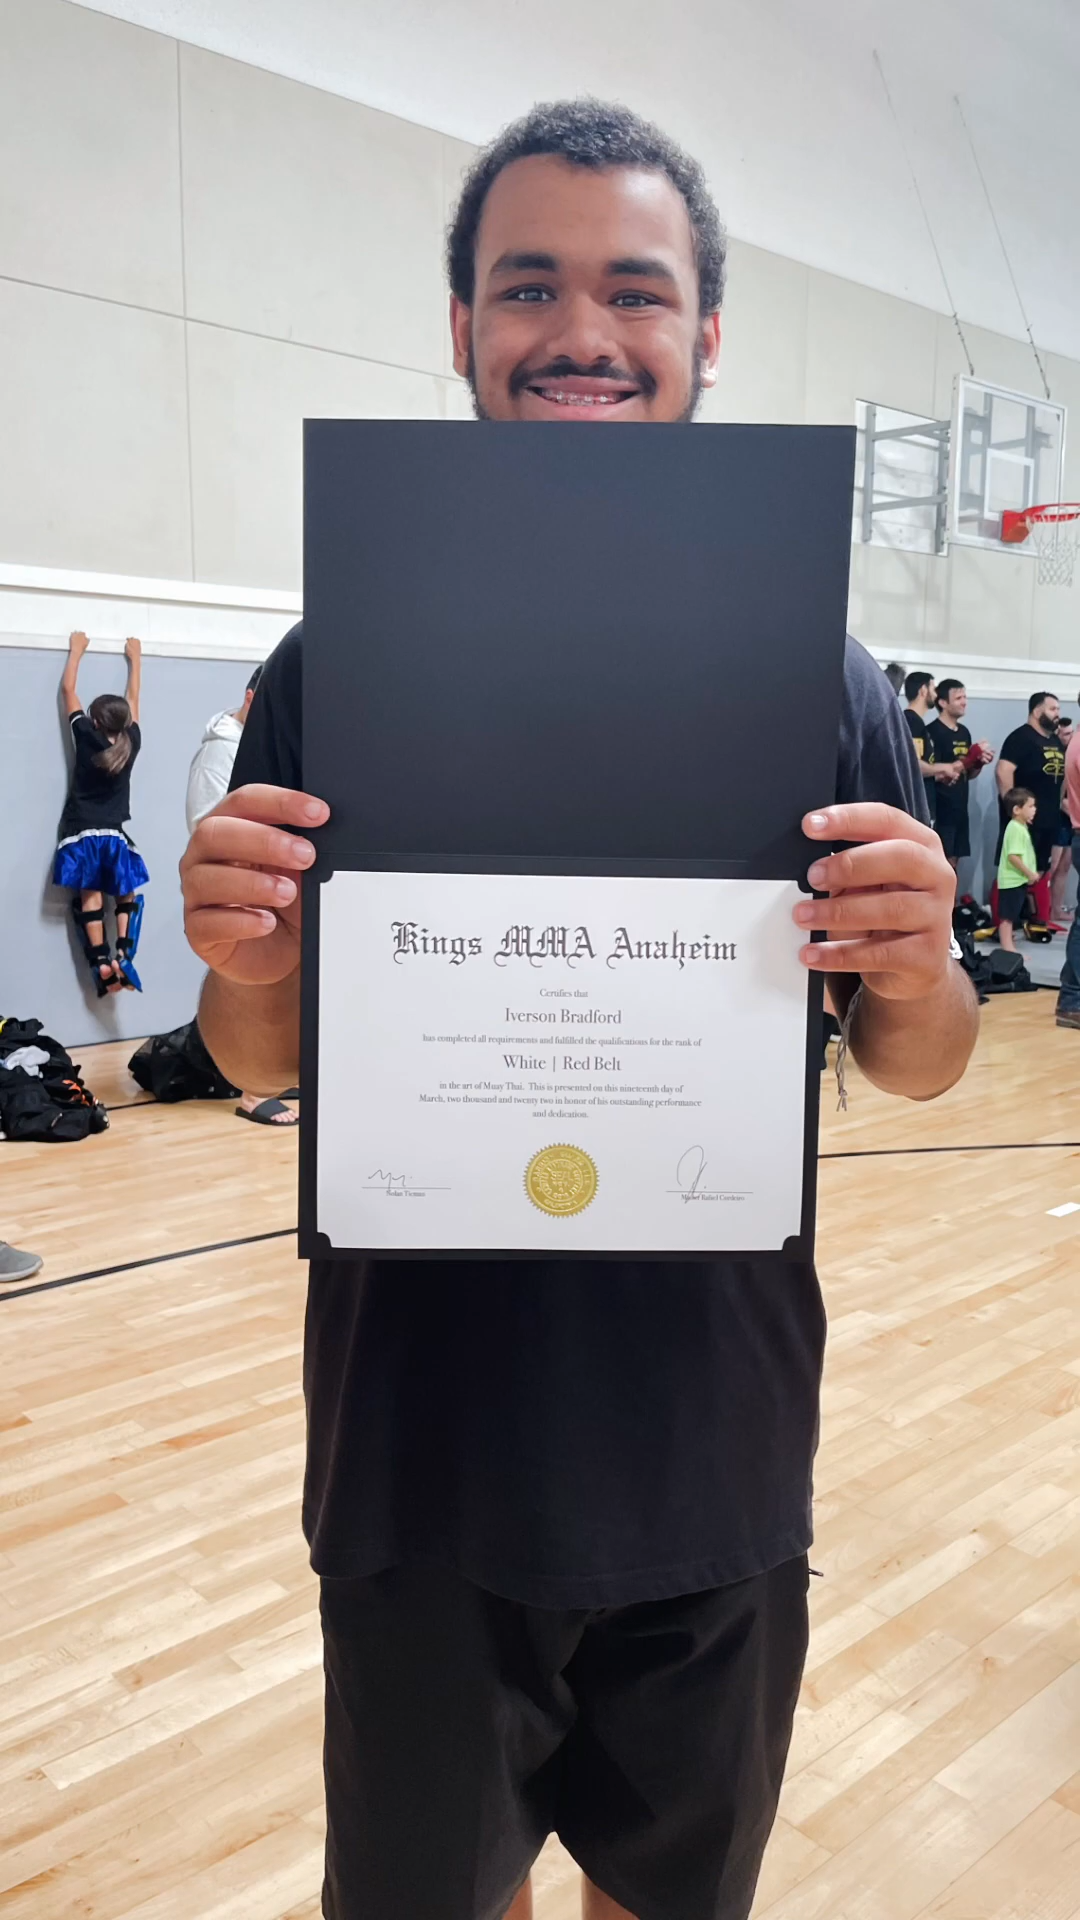 Kings MMA Anaheim
Certifies that
Iverson Bradford
has completed all requirements and fulfilled the qualifications for the rank of
White | Red Belt
in the art of Muay Thai. This is presented on this nineteenth day of
March, two thousand and twenty two in honor of his outstanding performance
and dedication.
Rafael Cordeiro